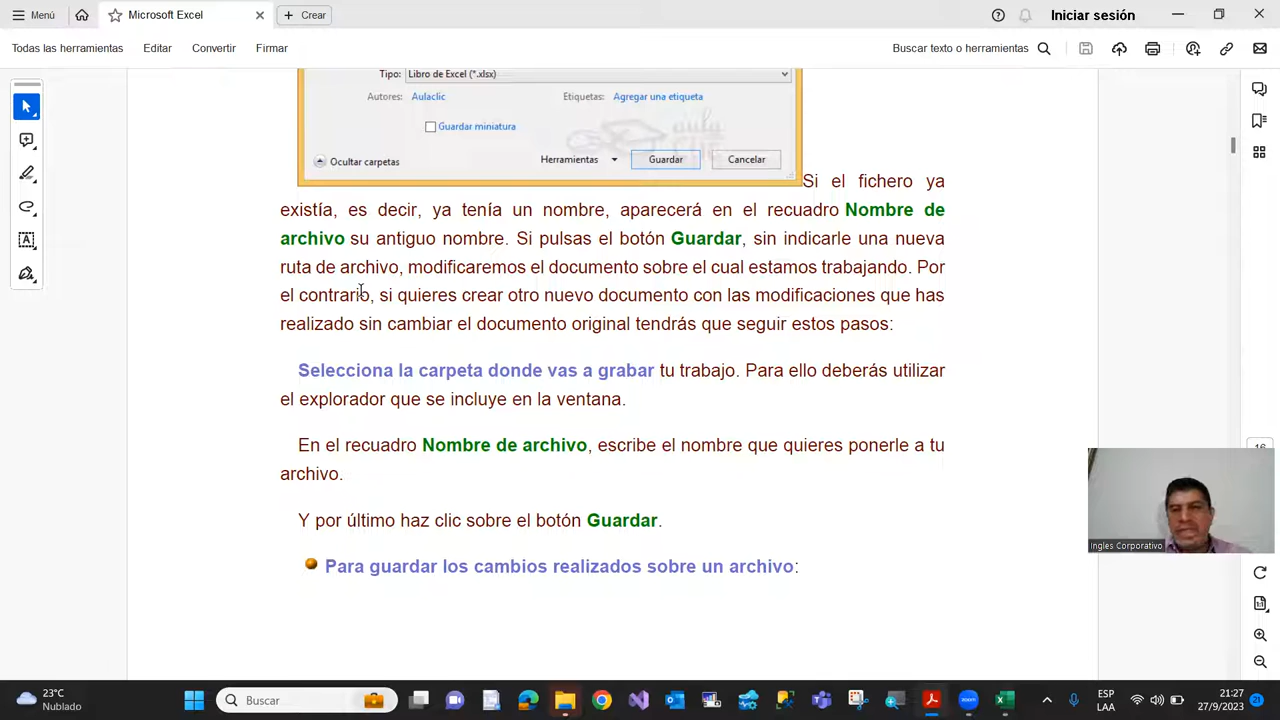 Menú
Microsoft Excel
Crear
Iniciar sesión
Todas las herramientas
Editar
Convertir
Firmar
Buscar texto o herramientas
Tipo: Libro de Excel (*.xlsx)
Autores: Aulaclic
Etiquetas: Agregar una etiqueta
Guardar miniatura
aula
Ocultar carpetas
Herramientas
Guardar
Cancelar
Si el fichero ya
existía, es decir, ya tenía un nombre, aparecerá en el recuadro Nombre de
archivo su antiguo nombre. Si pulsas el botón Guardar, sin indicarle una nueva
ruta de archivo, modificaremos el documento sobre el cual estamos trabajando. Por
el contrario, si quieres crear otro nuevo documento con las modificaciones que has
realizado sin cambiar el documento original tendrás que seguir estos pasos:
Selecciona la carpeta donde vas a grabar tu trabajo. Para ello deberás utilizar
el explorador que se incluye en la ventana.
En el recuadro Nombre de archivo, escribe el nombre que quieres ponerle a tu
archivo.
Y por último haz clic sobre el botón Guardar.
Para guardar los cambios realizados sobre un archivo:
16
Ingles Corporativo
23°C
Nublado
Buscar
ESP
LAA
21:27
27/9/2023